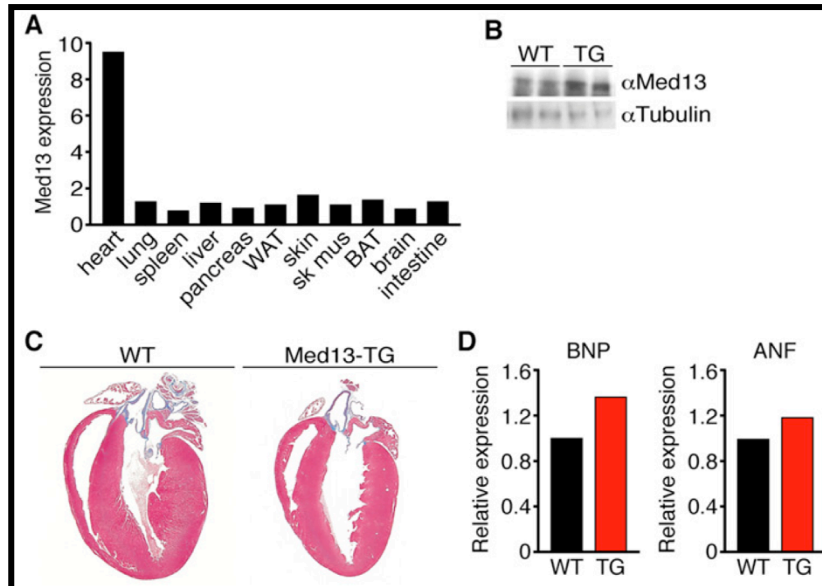 A
Med13 expression
10
8
6
4
2
0
heart
lung
spleen
liver
pancreas
WAT
skin
sk mus
BAT
brain
intestine
B
WT TG
αMed13
αTubulin
C
WT Med13-TG
D
BNP
Relative expression
1.6
1.2
0.8
0.4
0
WT TG
ANF
Relative expression
1.6
1.2
0.8
0.4
0
WT TG